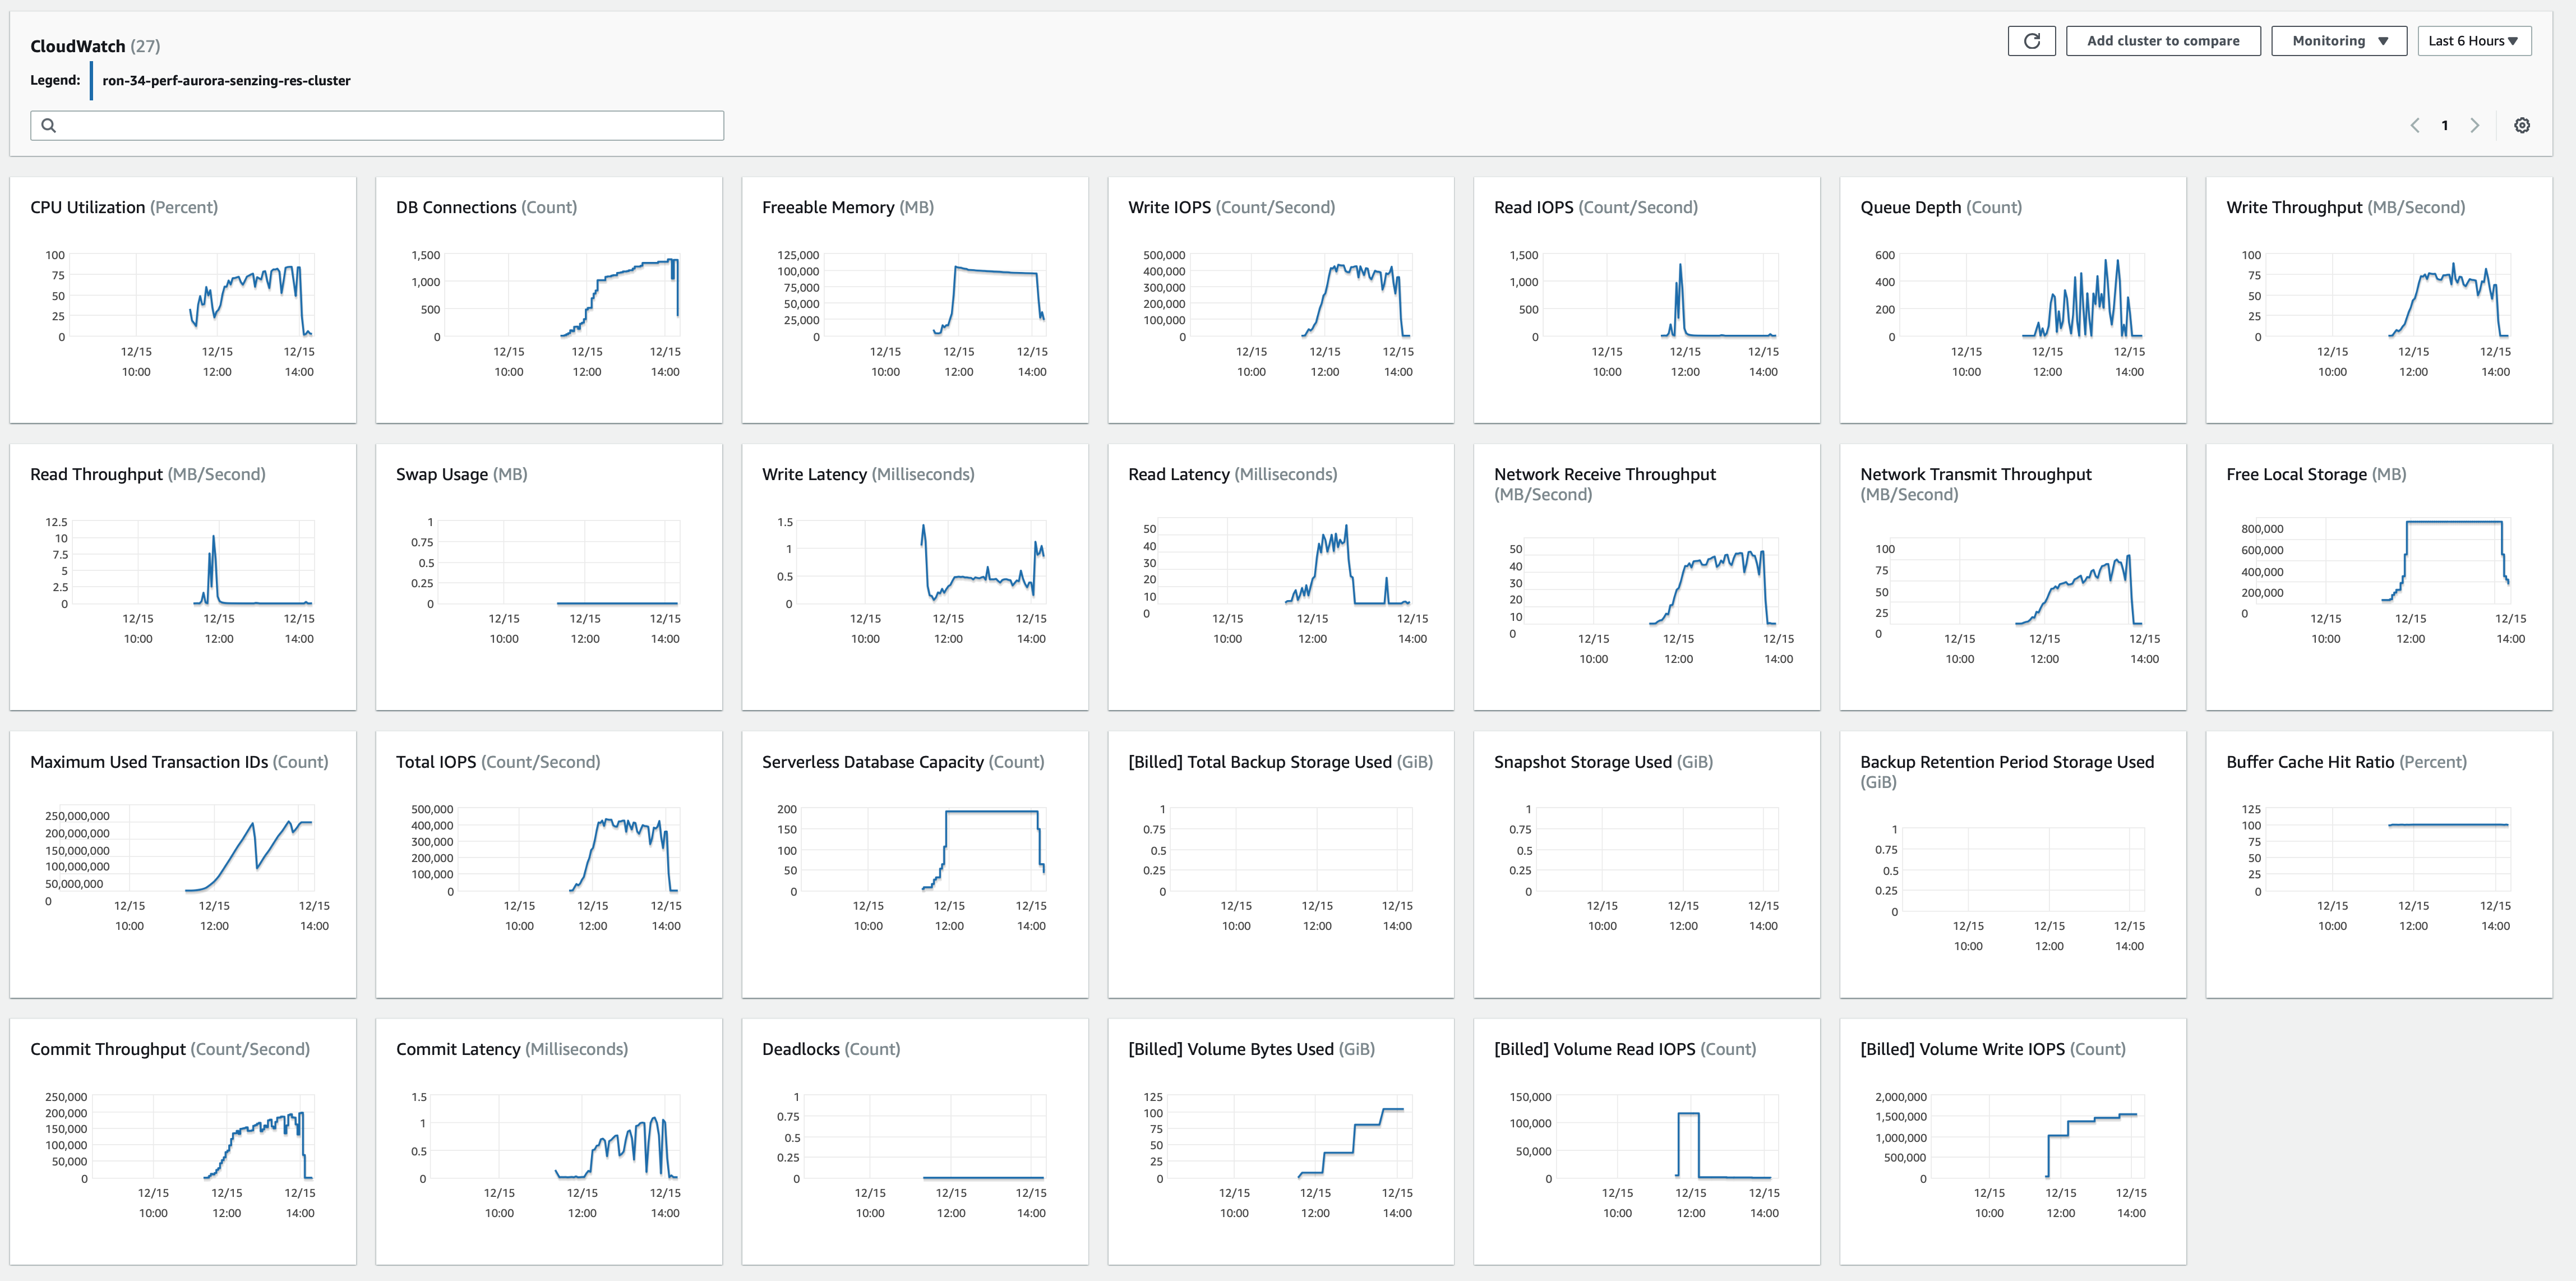 CloudWatch (27)
Add cluster to compare
Monitoring
Last 6 Hours
Legend:
ron-34-perf-aurora-senzing-res-cluster
1
CPU Utilization (Percent)
100
75
50
25
0
12/15 12/15 12/15
10:00 12:00 14:00
DB Connections (Count)
1,500
1,000
500
0
12/15 12/15 12/15
10:00 12:00 14:00
Freeable Memory (MB)
125,000
100,000
75,000
50,000
25,000
0
12/15 12/15 12/15
10:00 12:00 14:00
Write IOPS (Count/Second)
500,000
400,000
300,000
200,000
100,000
0
12/15 12/15 12/15
10:00 12:00 14:00
Read IOPS (Count/Second)
1,500
1,000
500
0
12/15 12/15 12/15
10:00 12:00 14:00
Queue Depth (Count)
600
400
200
0
12/15 12/15 12/15
10:00 12:00 14:00
Write Throughput (MB/Second)
100
75
50
25
0
12/15 12/15 12/15
10:00 12:00 14:00
Read Throughput (MB/Second)
12.5
10
7.5
5
2.5
0
12/15 12/15 12/15
10:00 12:00 14:00
Swap Usage (MB)
1
0.75
0.5
0.25
0
12/15 12/15 12/15
10:00 12:00 14:00
Write Latency (Milliseconds)
1.5
1
0.5
0
12/15 12/15 12/15
10:00 12:00 14:00
Read Latency (Milliseconds)
50
40
30
20
10
0
12/15 12/15 12/15
10:00 12:00 14:00
Network Receive Throughput
(MB/Second)
50
40
30
20
10
0
12/15 12/15 12/15
10:00 12:00 14:00
Network Transmit Throughput
(MB/Second)
100
75
50
25
0
12/15 12/15 12/15
10:00 12:00 14:00
Free Local Storage (MB)
800,000
600,000
400,000
200,000
0
12/15 12/15 12/15
10:00 12:00 14:00
Maximum Used Transaction IDs (Count)
250,000,000
200,000,000
150,000,000
100,000,000
50,000,000
0
12/15 12/15 12/15
10:00 12:00 14:00
Total IOPS (Count/Second)
500,000
400,000
300,000
200,000
100,000
0
12/15 12/15 12/15
10:00 12:00 14:00
Serverless Database Capacity (Count)
200
150
100
50
0
12/15 12/15 12/15
10:00 12:00 14:00
[Billed] Total Backup Storage Used (GiB)
1
0.75
0.5
0.25
0
12/15 12/15 12/15
10:00 12:00 14:00
Snapshot Storage Used (GiB)
1
0.75
0.5
0.25
0
12/15 12/15 12/15
10:00 12:00 14:00
Backup Retention Period Storage Used
(GiB)
1
0.75
0.5
0.25
0
12/15 12/15 12/15
10:00 12:00 14:00
Buffer Cache Hit Ratio (Percent)
125
100
75
50
25
0
12/15 12/15 12/15
10:00 12:00 14:00
Commit Throughput (Count/Second)
250,000
200,000
150,000
100,000
50,000
0
12/15 12/15 12/15
10:00 12:00 14:00
Commit Latency (Milliseconds)
1.5
1
0.5
0
12/15 12/15 12/15
10:00 12:00 14:00
Deadlocks (Count)
1
0.75
0.5
0.25
0
12/15 12/15 12/15
10:00 12:00 14:00
[Billed] Volume Bytes Used (GiB)
125
100
75
50
25
0
12/15 12/15 12/15
10:00 12:00 14:00
[Billed] Volume Read IOPS (Count)
150,000
100,000
50,000
0
12/15 12/15 12/15
10:00 12:00 14:00
[Billed] Volume Write IOPS (Count)
2,000,000
1,500,000
1,000,000
500,000
0
12/15 12/15 12/15
10:00 12:00 14:00